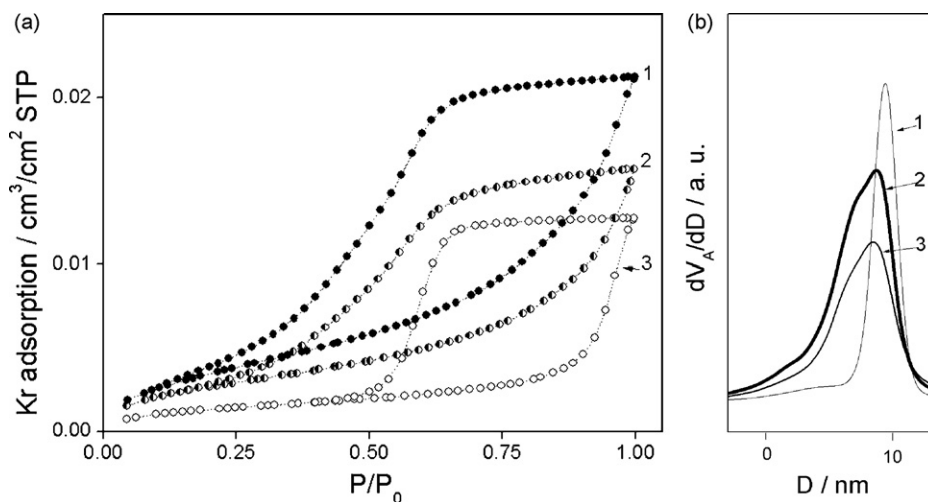 (a)
Kr adsorption / cm³/cm² STP
0.02
0.01
0.00
1
2
3
0.00 0.25 0.50 0.75 1.00
P/P₀
(b)
dV_A/dD / a. u.
1
2
3
0 10
D / nm